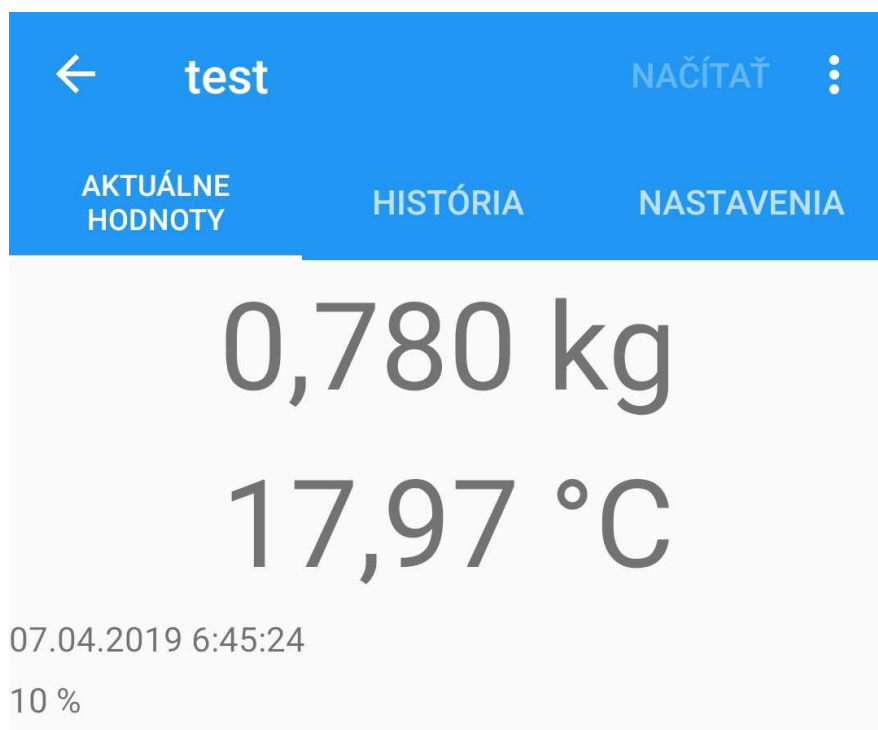 test NAČÍTAŤ
AKTUÁLNE
HODNOTY
HISTÓRIA
NASTAVENIA
0,780 kg
17,97 °C
07.04.2019 6:45:24
10 %